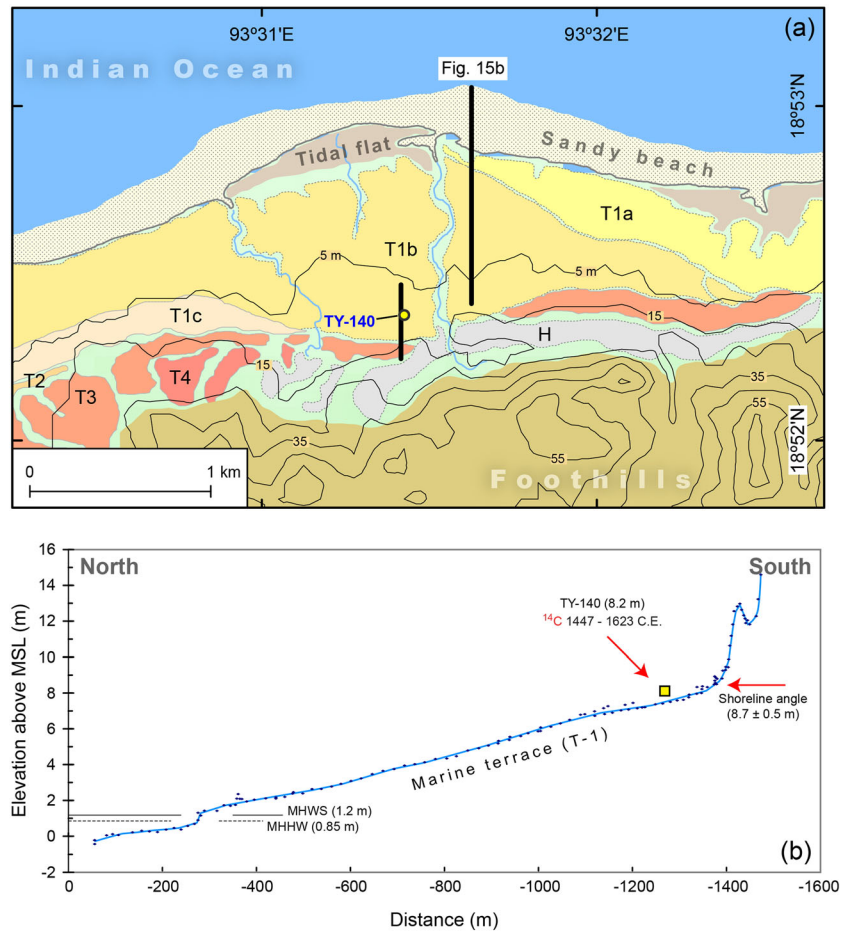 93º31'E
93º32'E
(a)
Indian Ocean
Fig. 15b
18º53'N
Tidal flat
Sandy beach
T1a
T1b
5 m
5 m
T1c
TY-140
15
H
T2
T3
T4
15
35
55
35
55
55
18º52'N
0
1 km
Foothills
North
South
16
14
12
10
8
6
4
2
0
-2
Elevation above MSL (m)
TY-140 (8.2 m)
14C 1447 - 1623 C.E.
Shoreline angle
(8.7 ± 0.5 m)
Marine terrace (T-1)
MHWS (1.2 m)
MHHW (0.85 m)
(b)
0 -200 -400 -600 -800 -1000 -1200 -1400 -1600
Distance (m)